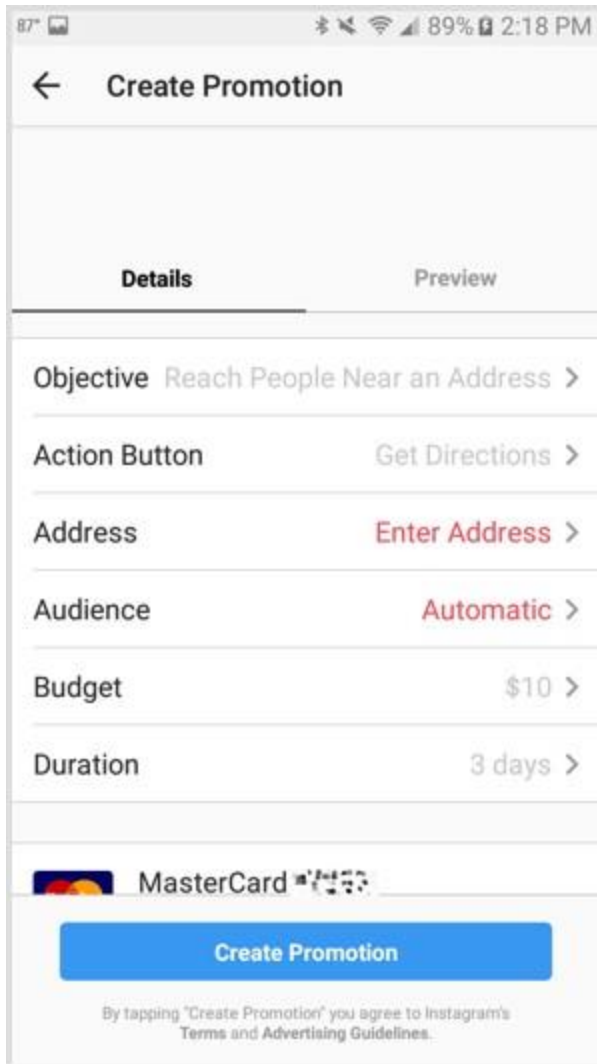 87° 89% 2:18 PM
Create Promotion
Details Preview
Objective Reach People Near an Address >
Action Button Get Directions >
Address Enter Address >
Audience Automatic >
Budget $10 >
Duration 3 days >
MasterCard
Create Promotion
By tapping "Create Promotion" you agree to Instagram's
Terms and Advertising Guidelines.